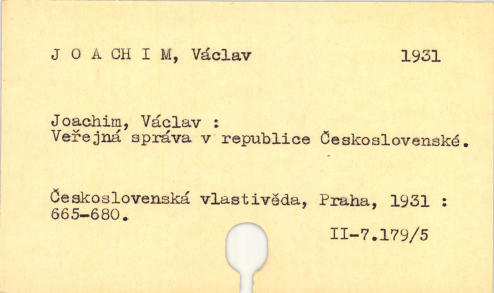 J O A CH I M, Václav 1931
Joachim, Václav :
Veřejná správa v republice Československé.
Československá vlastivěda, Praha, 1931 :
665-680.
II-7.179/5